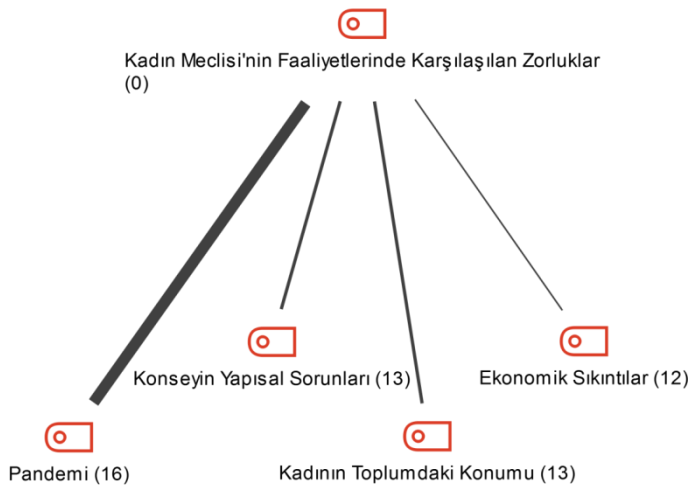 Kadın Meclisi'nin Faaliyetlerinde Karşılaşılan Zorluklar
(0)
Konseyin Yapısal Sorunları (13)
Ekonomik Sıkıntılar (12)
Pandemi (16)
Kadının Toplumdaki Konumu (13)